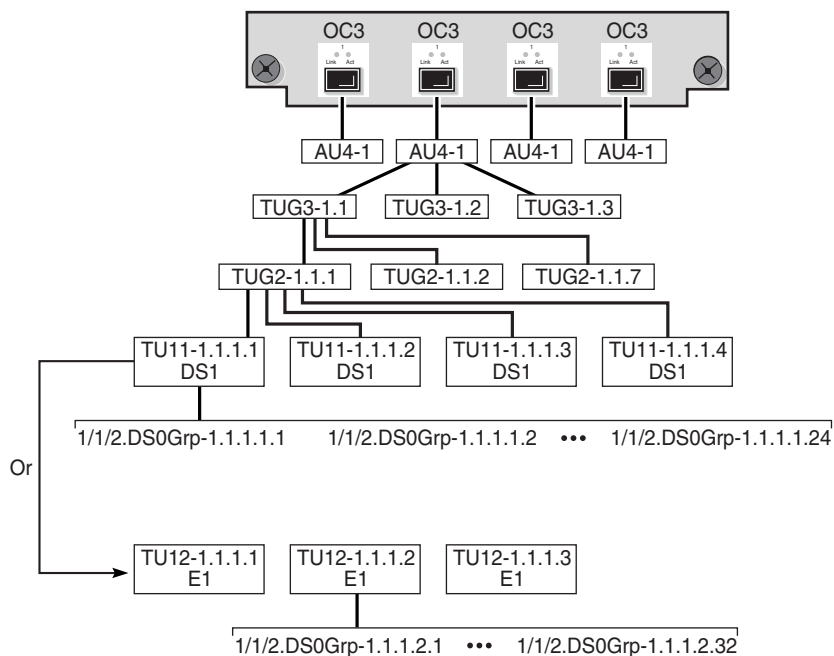 OC3 OC3 OC3 OC3
1 1 1 1
Link Act Link Act Link Act Link Act
AU4-1 AU4-1 AU4-1 AU4-1
TUG3-1.1 TUG3-1.2 TUG3-1.3
TUG2-1.1.1 TUG2-1.1.2 TUG2-1.1.7
TU11-1.1.1.1 TU11-1.1.1.2 TU11-1.1.1.3 TU11-1.1.1.4
DS1 DS1 DS1 DS1
1/1/2.DS0Grp-1.1.1.1.1 1/1/2.DS0Grp-1.1.1.1.2 ••• 1/1/2.DS0Grp-1.1.1.1.24
Or
TU12-1.1.1.1 TU12-1.1.1.2 TU12-1.1.1.3
E1 E1 E1
1/1/2.DS0Grp-1.1.1.2.1 ••• 1/1/2.DS0Grp-1.1.1.2.32